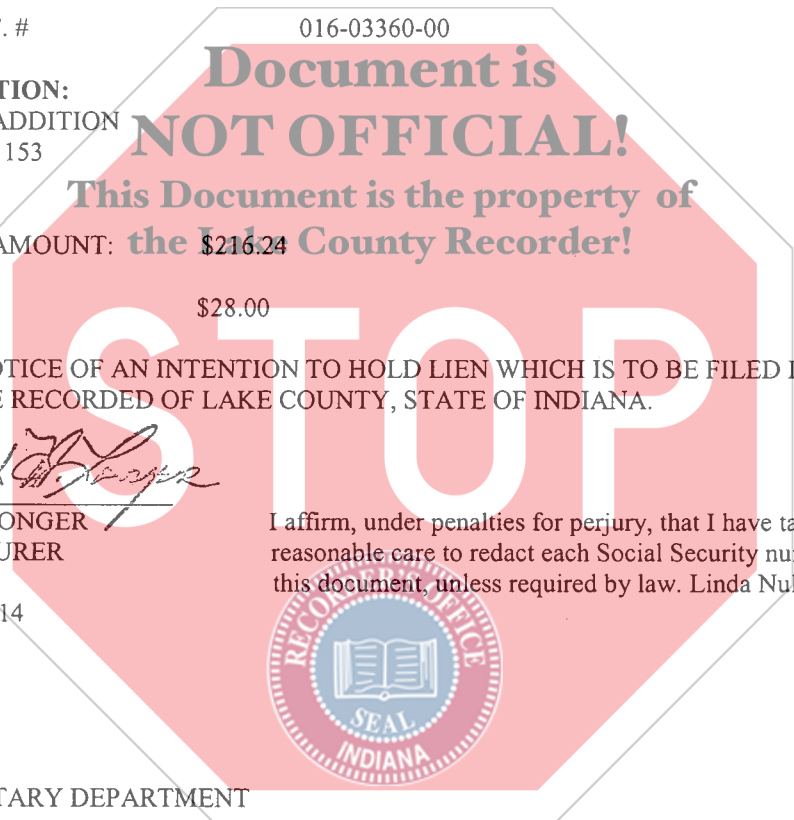 . # 016-03360-00
Document is
TION:
ADDITION
NOT OFFICIAL!
153
This Document is the property of
AMOUNT: $216.24
the Lake County Recorder!
$28.00
STOP
OTICE OF AN INTENTION TO HOLD LIEN WHICH IS TO BE FILED I
E RECORDED OF LAKE COUNTY, STATE OF INDIANA.
ONGER
I affirm, under penalties for perjury, that I have ta
URER
reasonable care to redact each Social Security nu
this document, unless required by law. Linda Nu
14
RECORDER'S OFFICE
SEAL
INDIANA
TARY DEPARTMENT